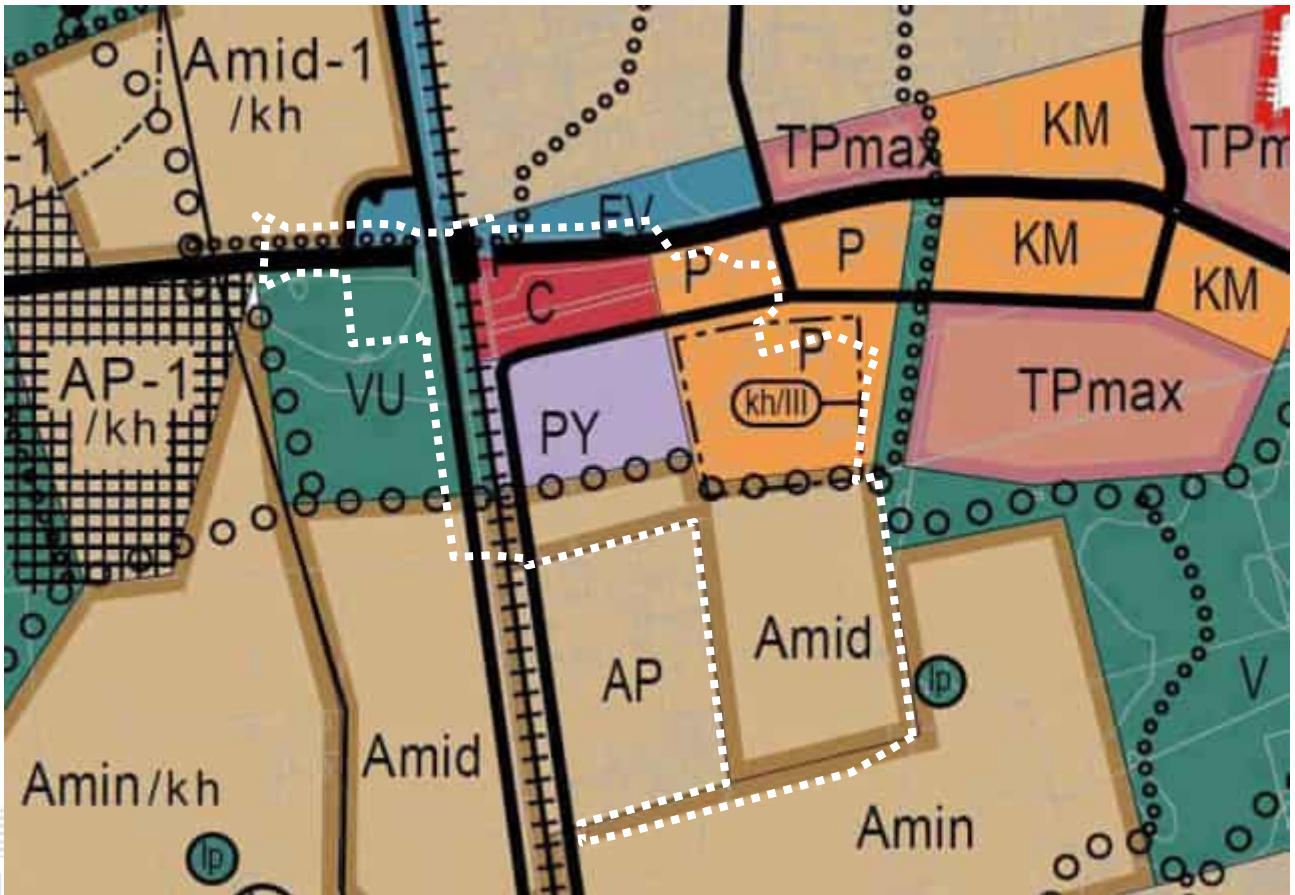 Amid-1
/kh
-1
TPmax
KM
TPm
EV
P
P
KM
KM
C
AP-1
/kh
VU
PY
P
kh/III
TPmax
Amid
AP
lp
V
Amid
Amin/kh
Amin
lp